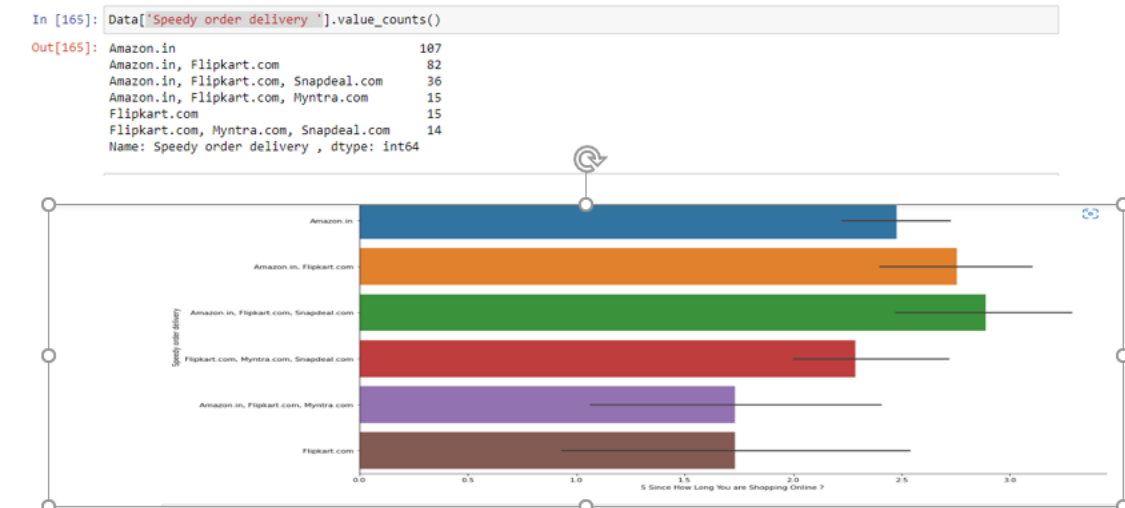 In [165]: Data['Speedy order delivery '].value_counts()
Out[165]: Amazon.in 107
Amazon.in, Flipkart.com 82
Amazon.in, Flipkart.com, Snapdeal.com 36
Amazon.in, Flipkart.com, Myntra.com 15
Flipkart.com 15
Flipkart.com, Myntra.com, Snapdeal.com 14
Name: Speedy order delivery , dtype: int64
Amazon.in
Amazon.in, Flipkart.com
Amazon.in, Flipkart.com, Snapdeal.com
Speedy order delivery
Flipkart.com, Myntra.com, Snapdeal.com
Amazon.in, Flipkart.com, Myntra.com
Flipkart.com
0.0 0.5 1.0 1.5 2.0 2.5 3.0
5 Since How Long You are Shopping Online ?